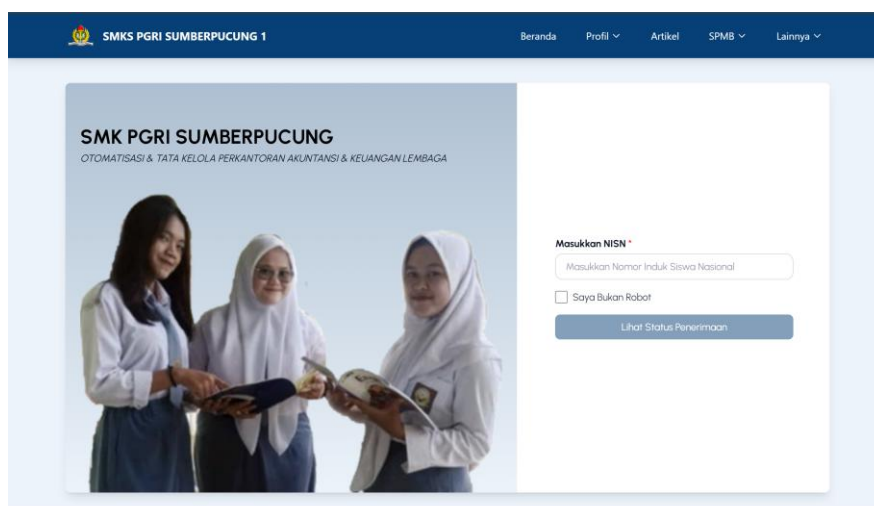 SMKS PGRI SUMBERPUCUNG 1
Beranda Profil Artikel SPMB Lainnya
SMK PGRI SUMBERPUCUNG
OTOMATISASI & TATA KELOLA PERKANTORAN AKUNTANSI & KEUANGAN LEMBAGA
Masukkan NISN *
Masukkan Nomor Induk Siswa Nasional
Saya Bukan Robot
Lihat Status Penerimaan